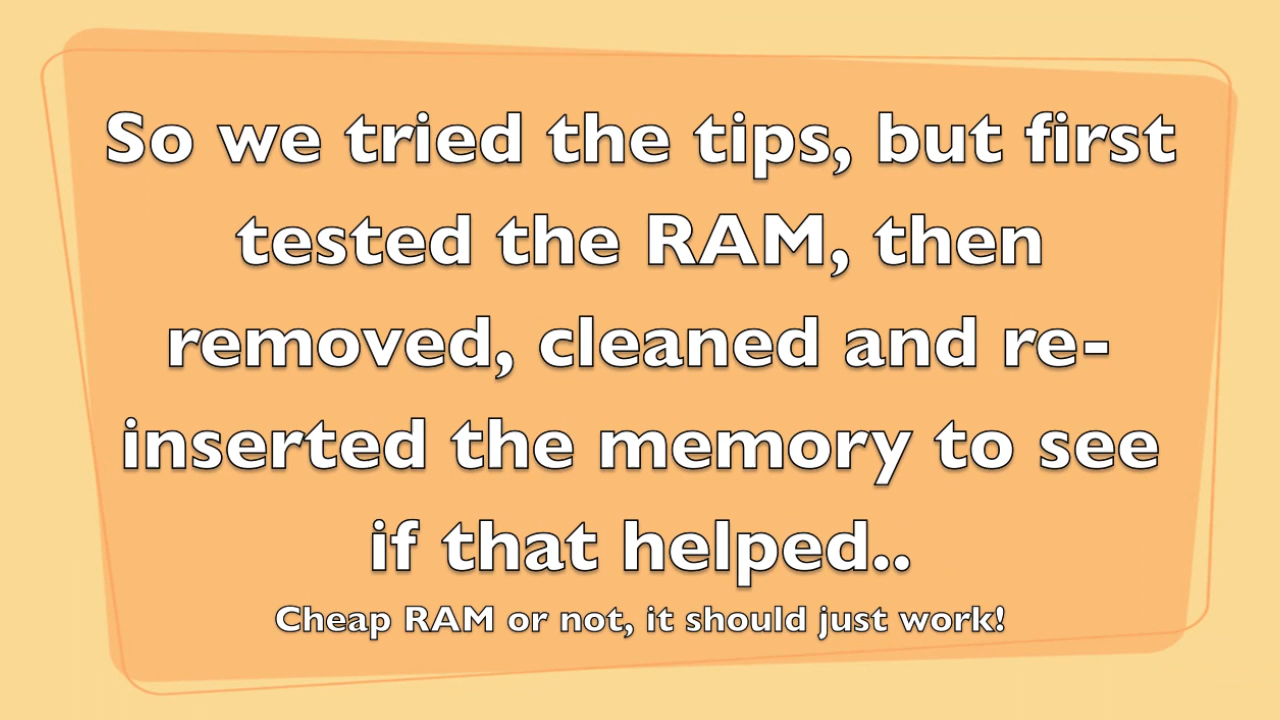 So we tried the tips, but first
tested the RAM, then
removed, cleaned and re-
inserted the memory to see
if that helped..
Cheap RAM or not, it should just work!